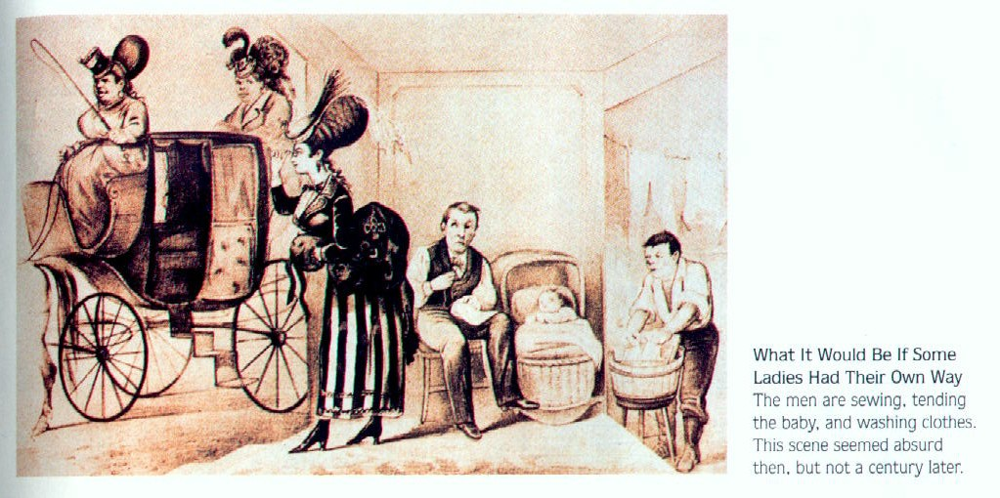 What It Would Be If Some
Ladies Had Their Own Way
The men are sewing, tending
the baby, and washing clothes.
This scene seemed absurd
then, but not a century later.